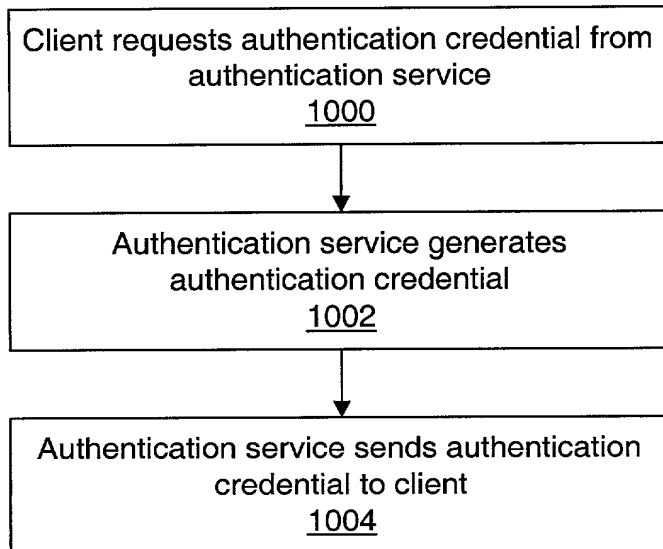 Client requests authentication credential from
authentication service
1000
Authentication service generates
authentication credential
1002
Authentication service sends authentication
credential to client
1004